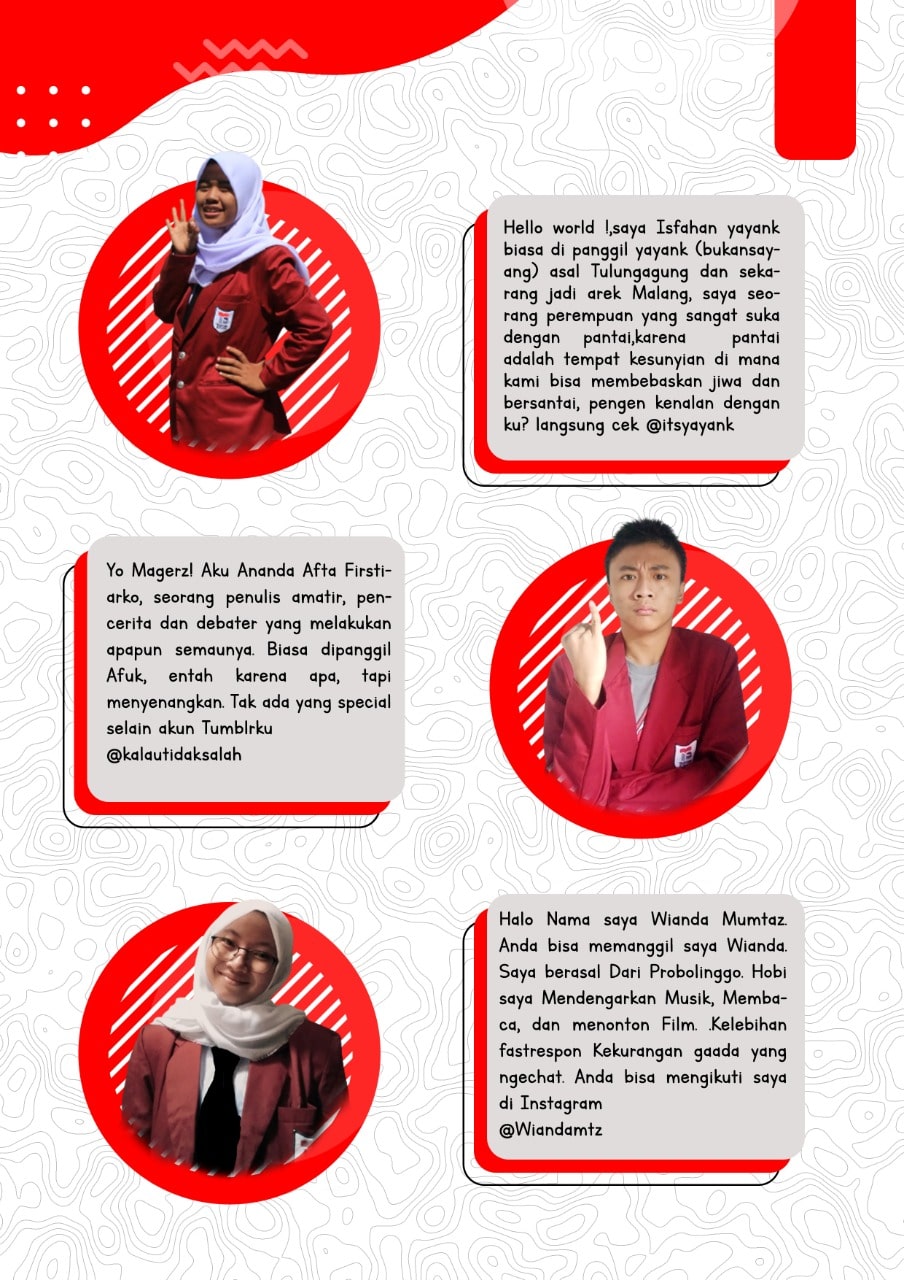 Hello world !,saya Isfahan yayank
biasa di panggil yayank (bukansay-
ang) asal Tulungagung dan seka-
rang jadi arek Malang, saya seo-
rang perempuan yang sangat suka
dengan pantai,karena pantai
adalah tempat kesunyian di mana
kami bisa membebaskan jiwa dan
bersantai, pengen kenalan dengan
ku? langsung cek @itsyayank
Yo Magerz! Aku Ananda Afta Firsti-
arko, seorang penulis amatir, pen-
cerita dan debater yang melakukan
apapun semaunya. Biasa dipanggil
Afuk, entah karena apa, tapi
menyenangkan. Tak ada yang special
selain akun Tumblrku
@kalautidaksalah
Halo Nama saya Wianda Mumtaz.
Anda bisa memanggil saya Wianda.
Saya berasal Dari Probolinggo. Hobi
saya Mendengarkan Musik, Memba-
ca, dan menonton Film. .Kelebihan
fastrespon Kekurangan gaada yang
ngechat. Anda bisa mengikuti saya
di Instagram
@Wiandamtz